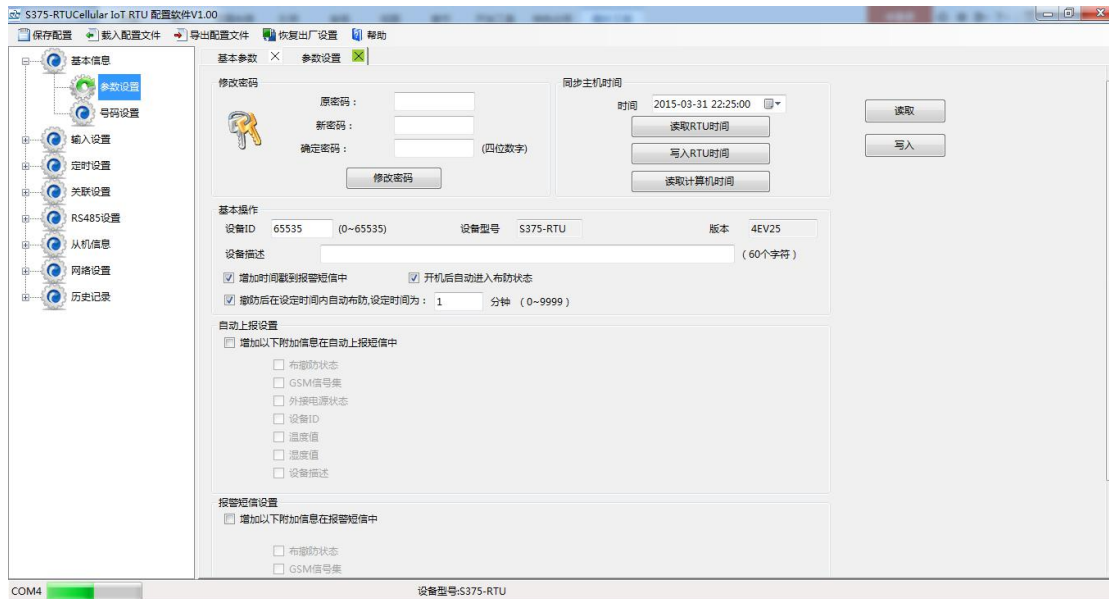 S375-RTUCellular IoT RTU 配置软件V1.00
保存配置 载入配置文件 导出配置文件 恢复出厂设置 帮助
基本信息
参数设置
号码设置
输入设置
定时设置
关联设置
RS485设置
从机信息
网络设置
历史记录
基本参数 参数设置
修改密码
原密码：
新密码：
确定密码： (四位数字)
修改密码
同步主机时间
时间 2015-03-31 22:25:00
读取RTU时间
写入RTU时间
读取计算机时间
读取
写入
基本操作
设备ID 65535 (0~65535) 设备型号 S375-RTU 版本 4EV25
设备描述 (60个字符)
增加时间戳到报警短信中 开机后自动进入布防状态
撤防后在设定时间内自动布防,设定时间为： 1 分钟 (0~9999)
自动上报设置
增加以下附加信息在自动上报短信中
布撤防状态
GSM信号集
外接电源状态
设备ID
温度值
湿度值
设备描述
报警短信设置
增加以下附加信息在报警短信中
布撤防状态
GSM信号集
COM4 设备型号:S375-RTU